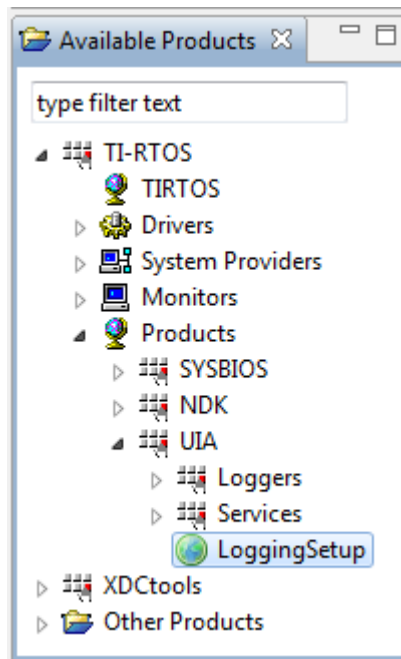 Available Products
type filter text
TI-RTOS
TIRTOS
Drivers
System Providers
Monitors
Products
SYSBIOS
NDK
UIA
Loggers
Services
LoggingSetup
XDCtools
Other Products